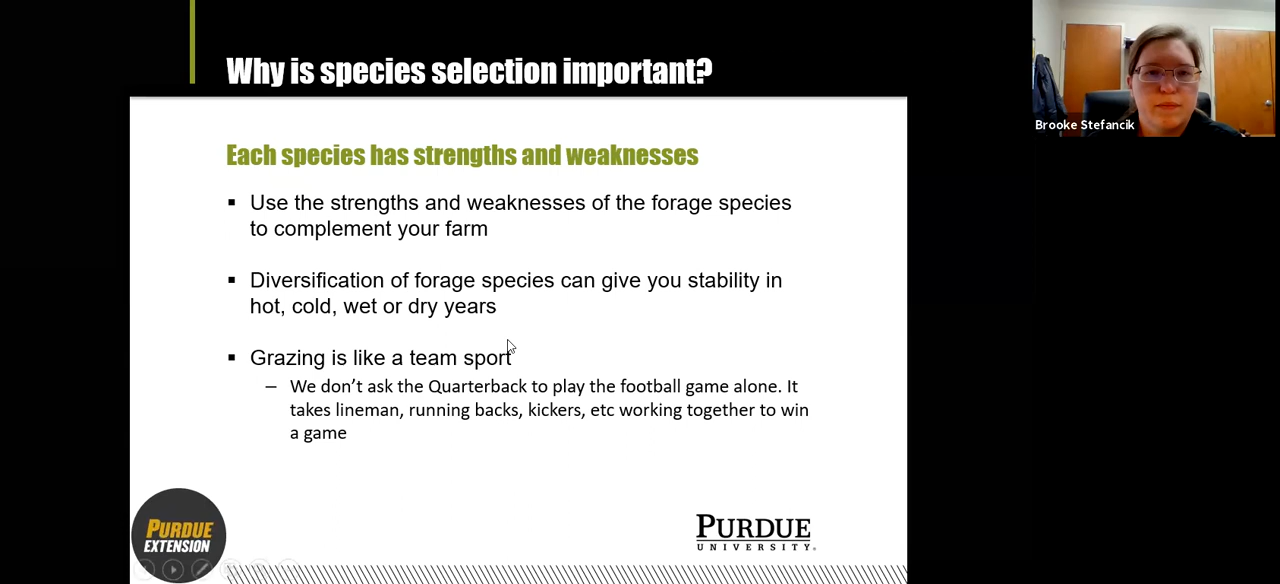 Why is species selection important?
Brooke Stefancik
Each species has strengths and weaknesses
▪ Use the strengths and weaknesses of the forage species
to complement your farm
▪ Diversification of forage species can give you stability in
hot, cold, wet or dry years
▪ Grazing is like a team sport
– We don’t ask the Quarterback to play the football game alone. It
takes lineman, running backs, kickers, etc working together to win
a game
PURDUE
EXTENSION
PURDUE
UNIVERSITY.